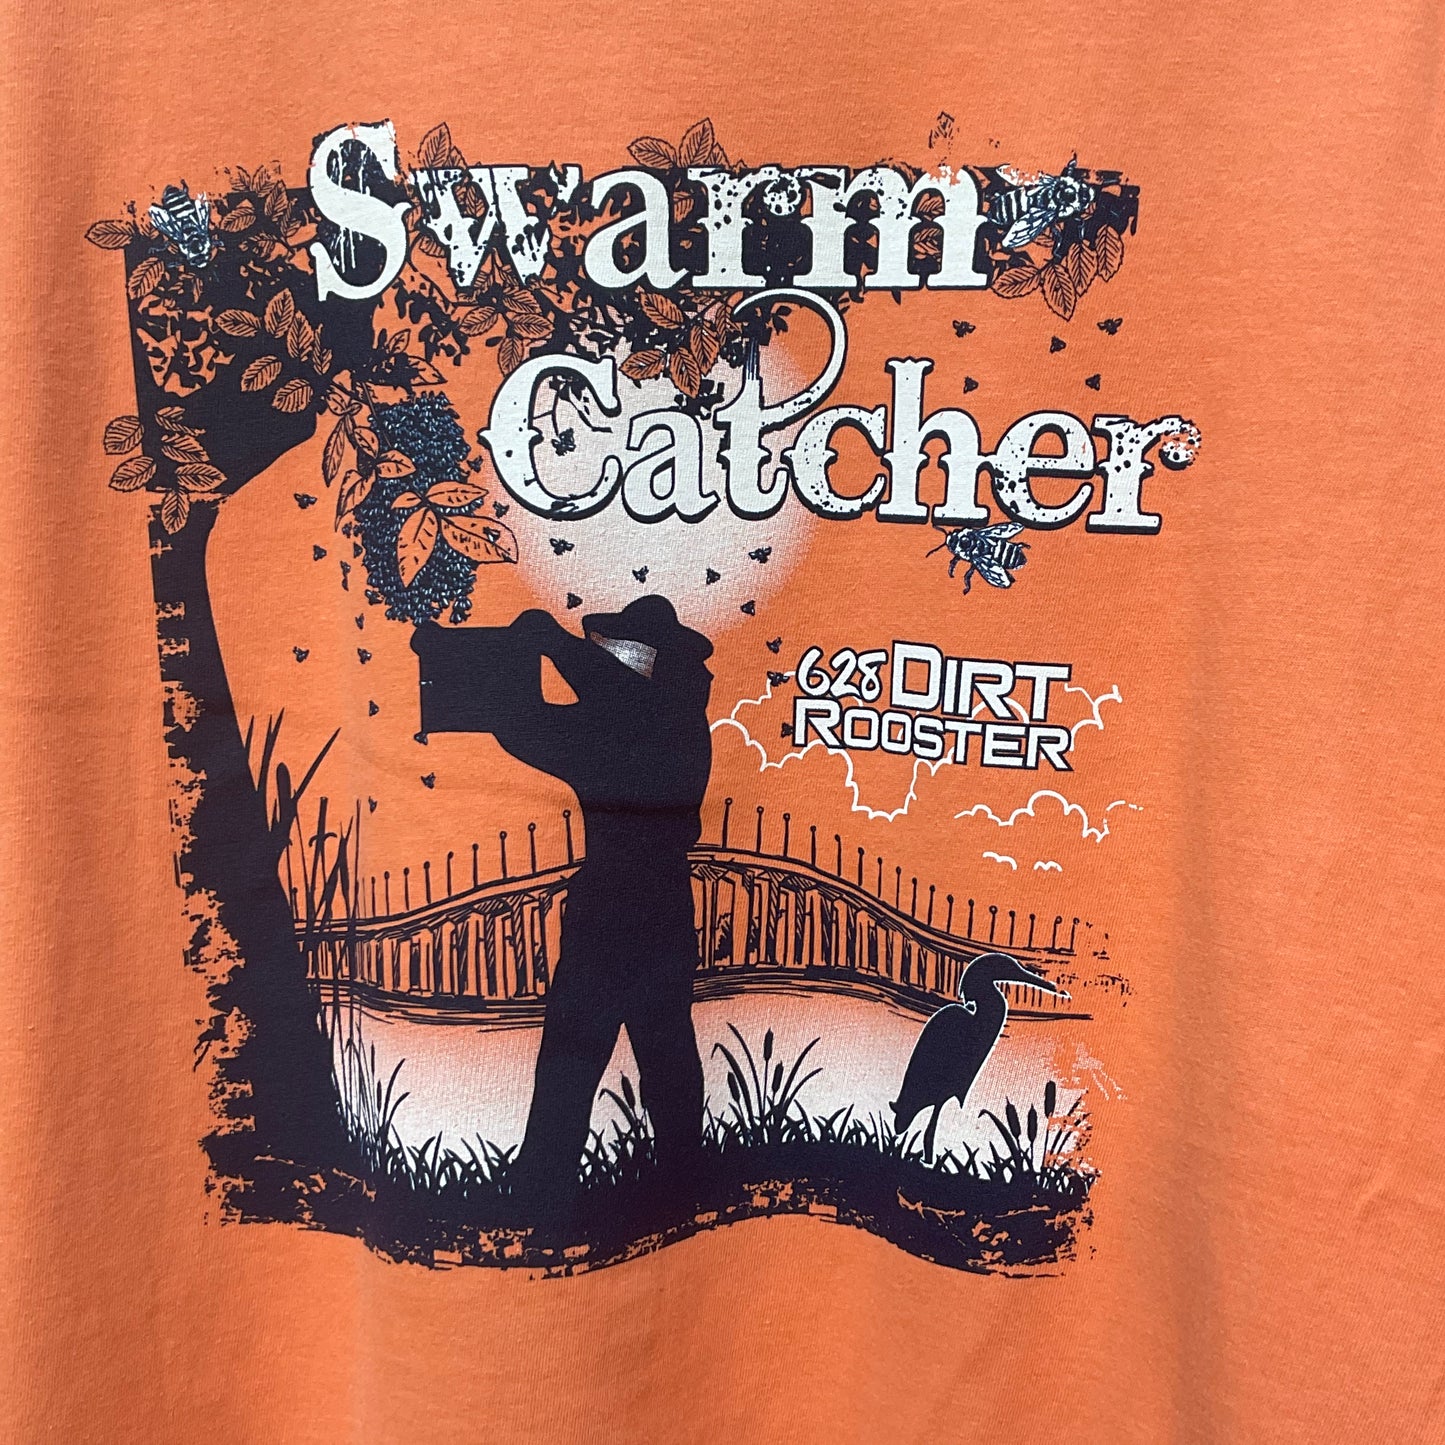 Swarm
Catcher
628 DIRT
ROOSTER